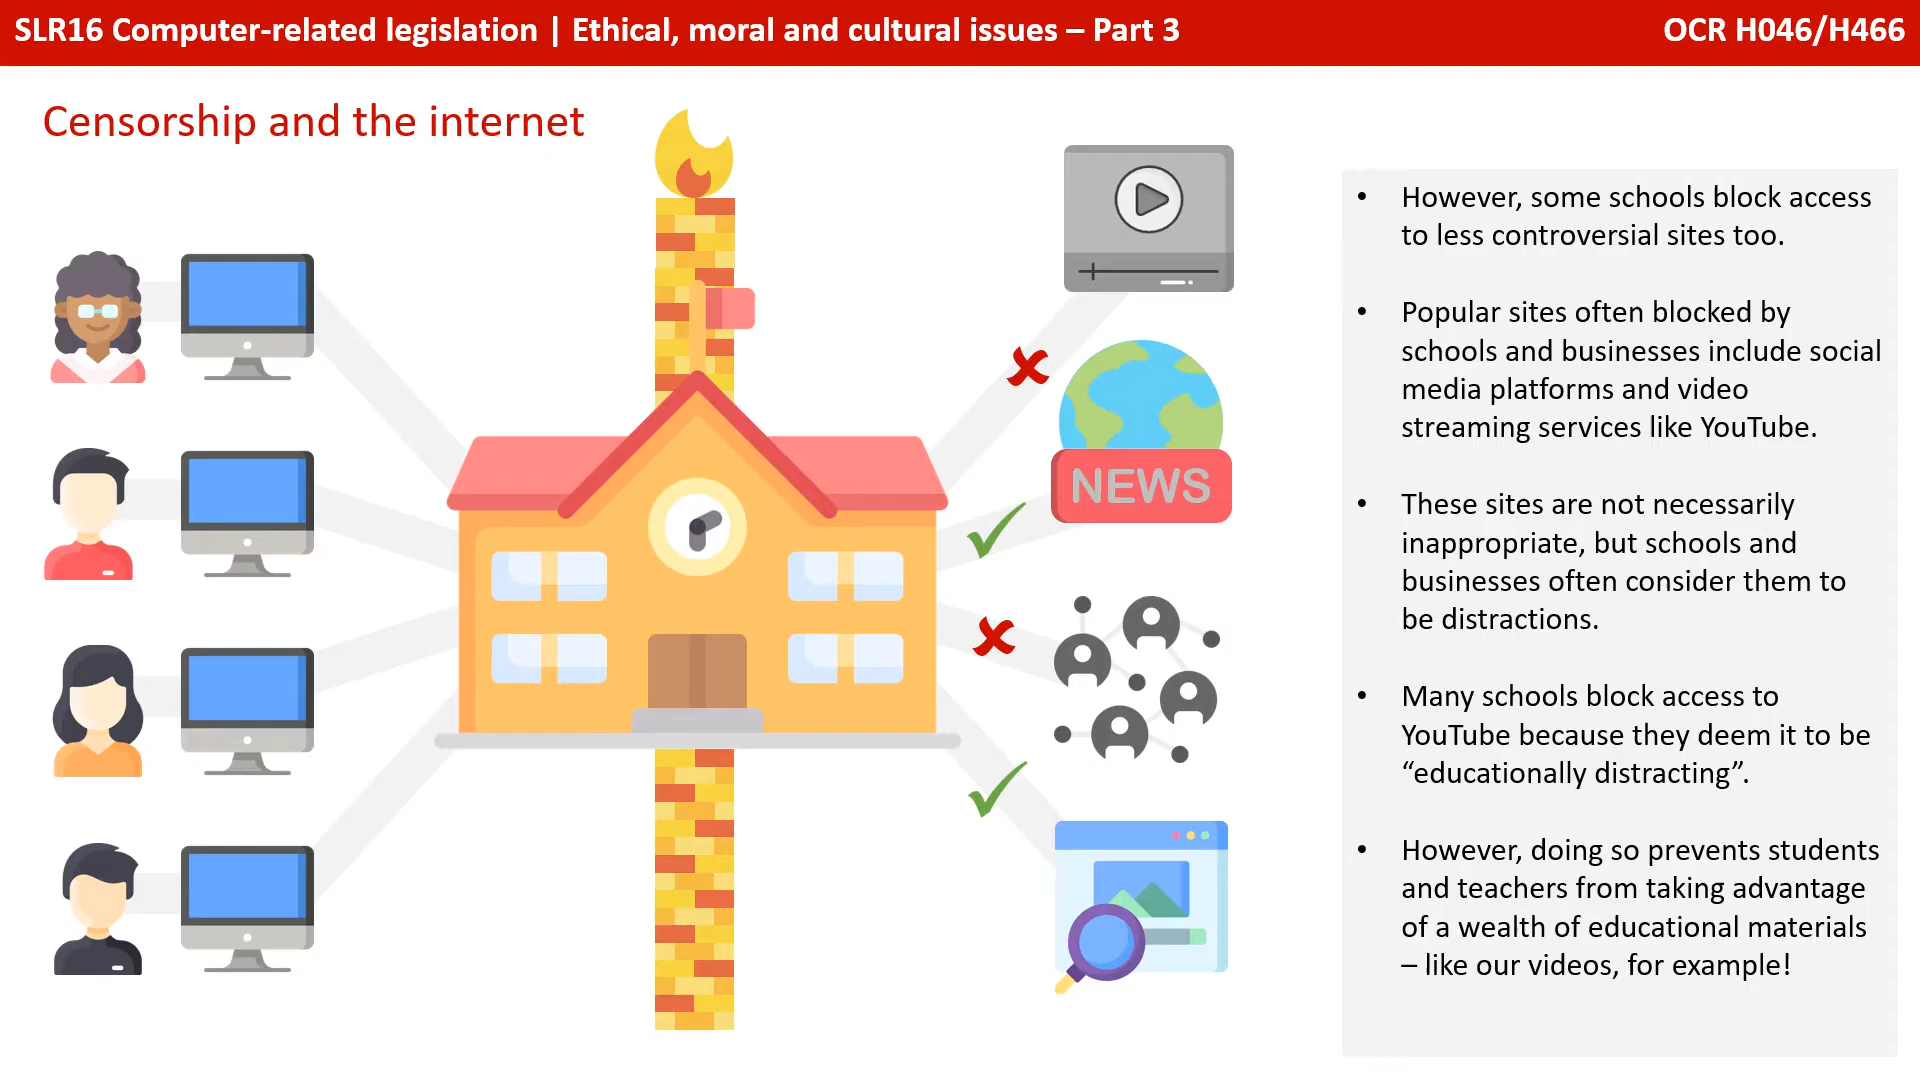 SLR16 Computer-related legislation | Ethical, moral and cultural issues – Part 3
OCR H046/H466
Censorship and the internet
NEWS
• However, some schools block access
to less controversial sites too.
• Popular sites often blocked by
schools and businesses include social
media platforms and video
streaming services like YouTube.
• These sites are not necessarily
inappropriate, but schools and
businesses often consider them to
be distractions.
• Many schools block access to
YouTube because they deem it to be
“educationally distracting”.
• However, doing so prevents students
and teachers from taking advantage
of a wealth of educational materials
– like our videos, for example!